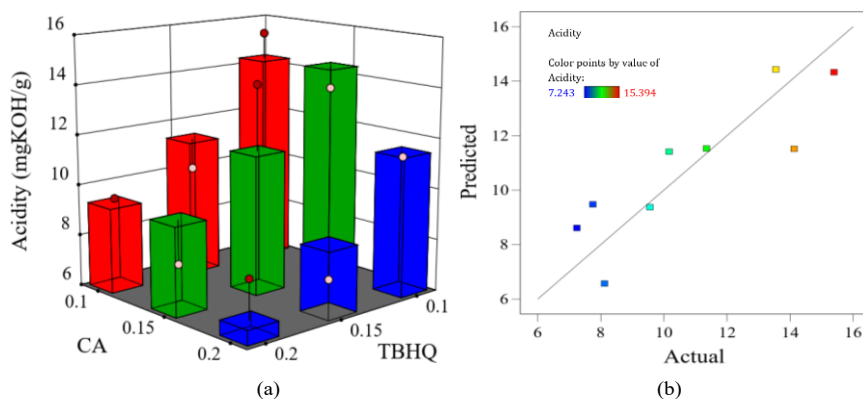 16
14
12
10
8
6
Acidity (mgKOH/g)
0.1
0.15
0.2
CA
0.1
0.15
0.2
TBHQ
(a)
16
14
12
10
8
6
Predicted
Acidity
Color points by value of
Acidity:
7.243 15.394
6 8 10 12 14 16
Actual
(b)